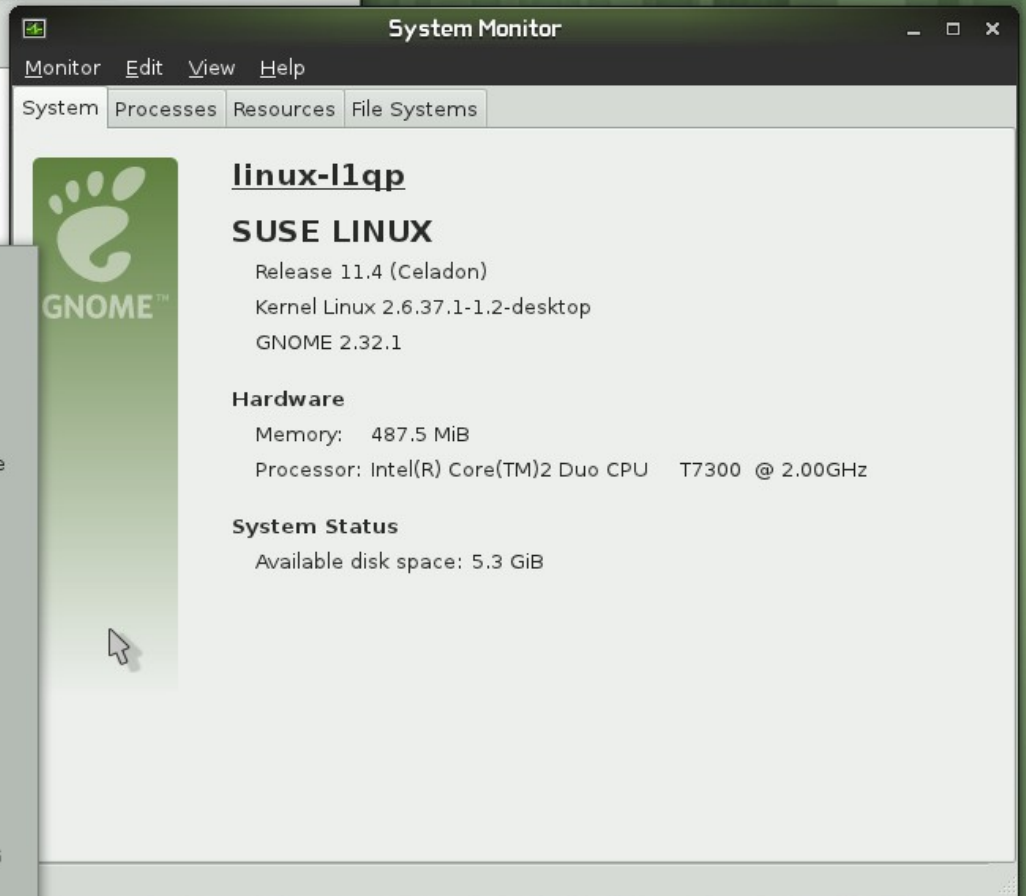 System Monitor
Monitor Edit View Help
System Processes Resources File Systems
linux-l1qp
SUSE LINUX
Release 11.4 (Celadon)
Kernel Linux 2.6.37.1-1.2-desktop
GNOME 2.32.1
GNOME™
Hardware
Memory: 487.5 MiB
Processor: Intel(R) Core(TM)2 Duo CPU T7300 @ 2.00GHz
System Status
Available disk space: 5.3 GiB